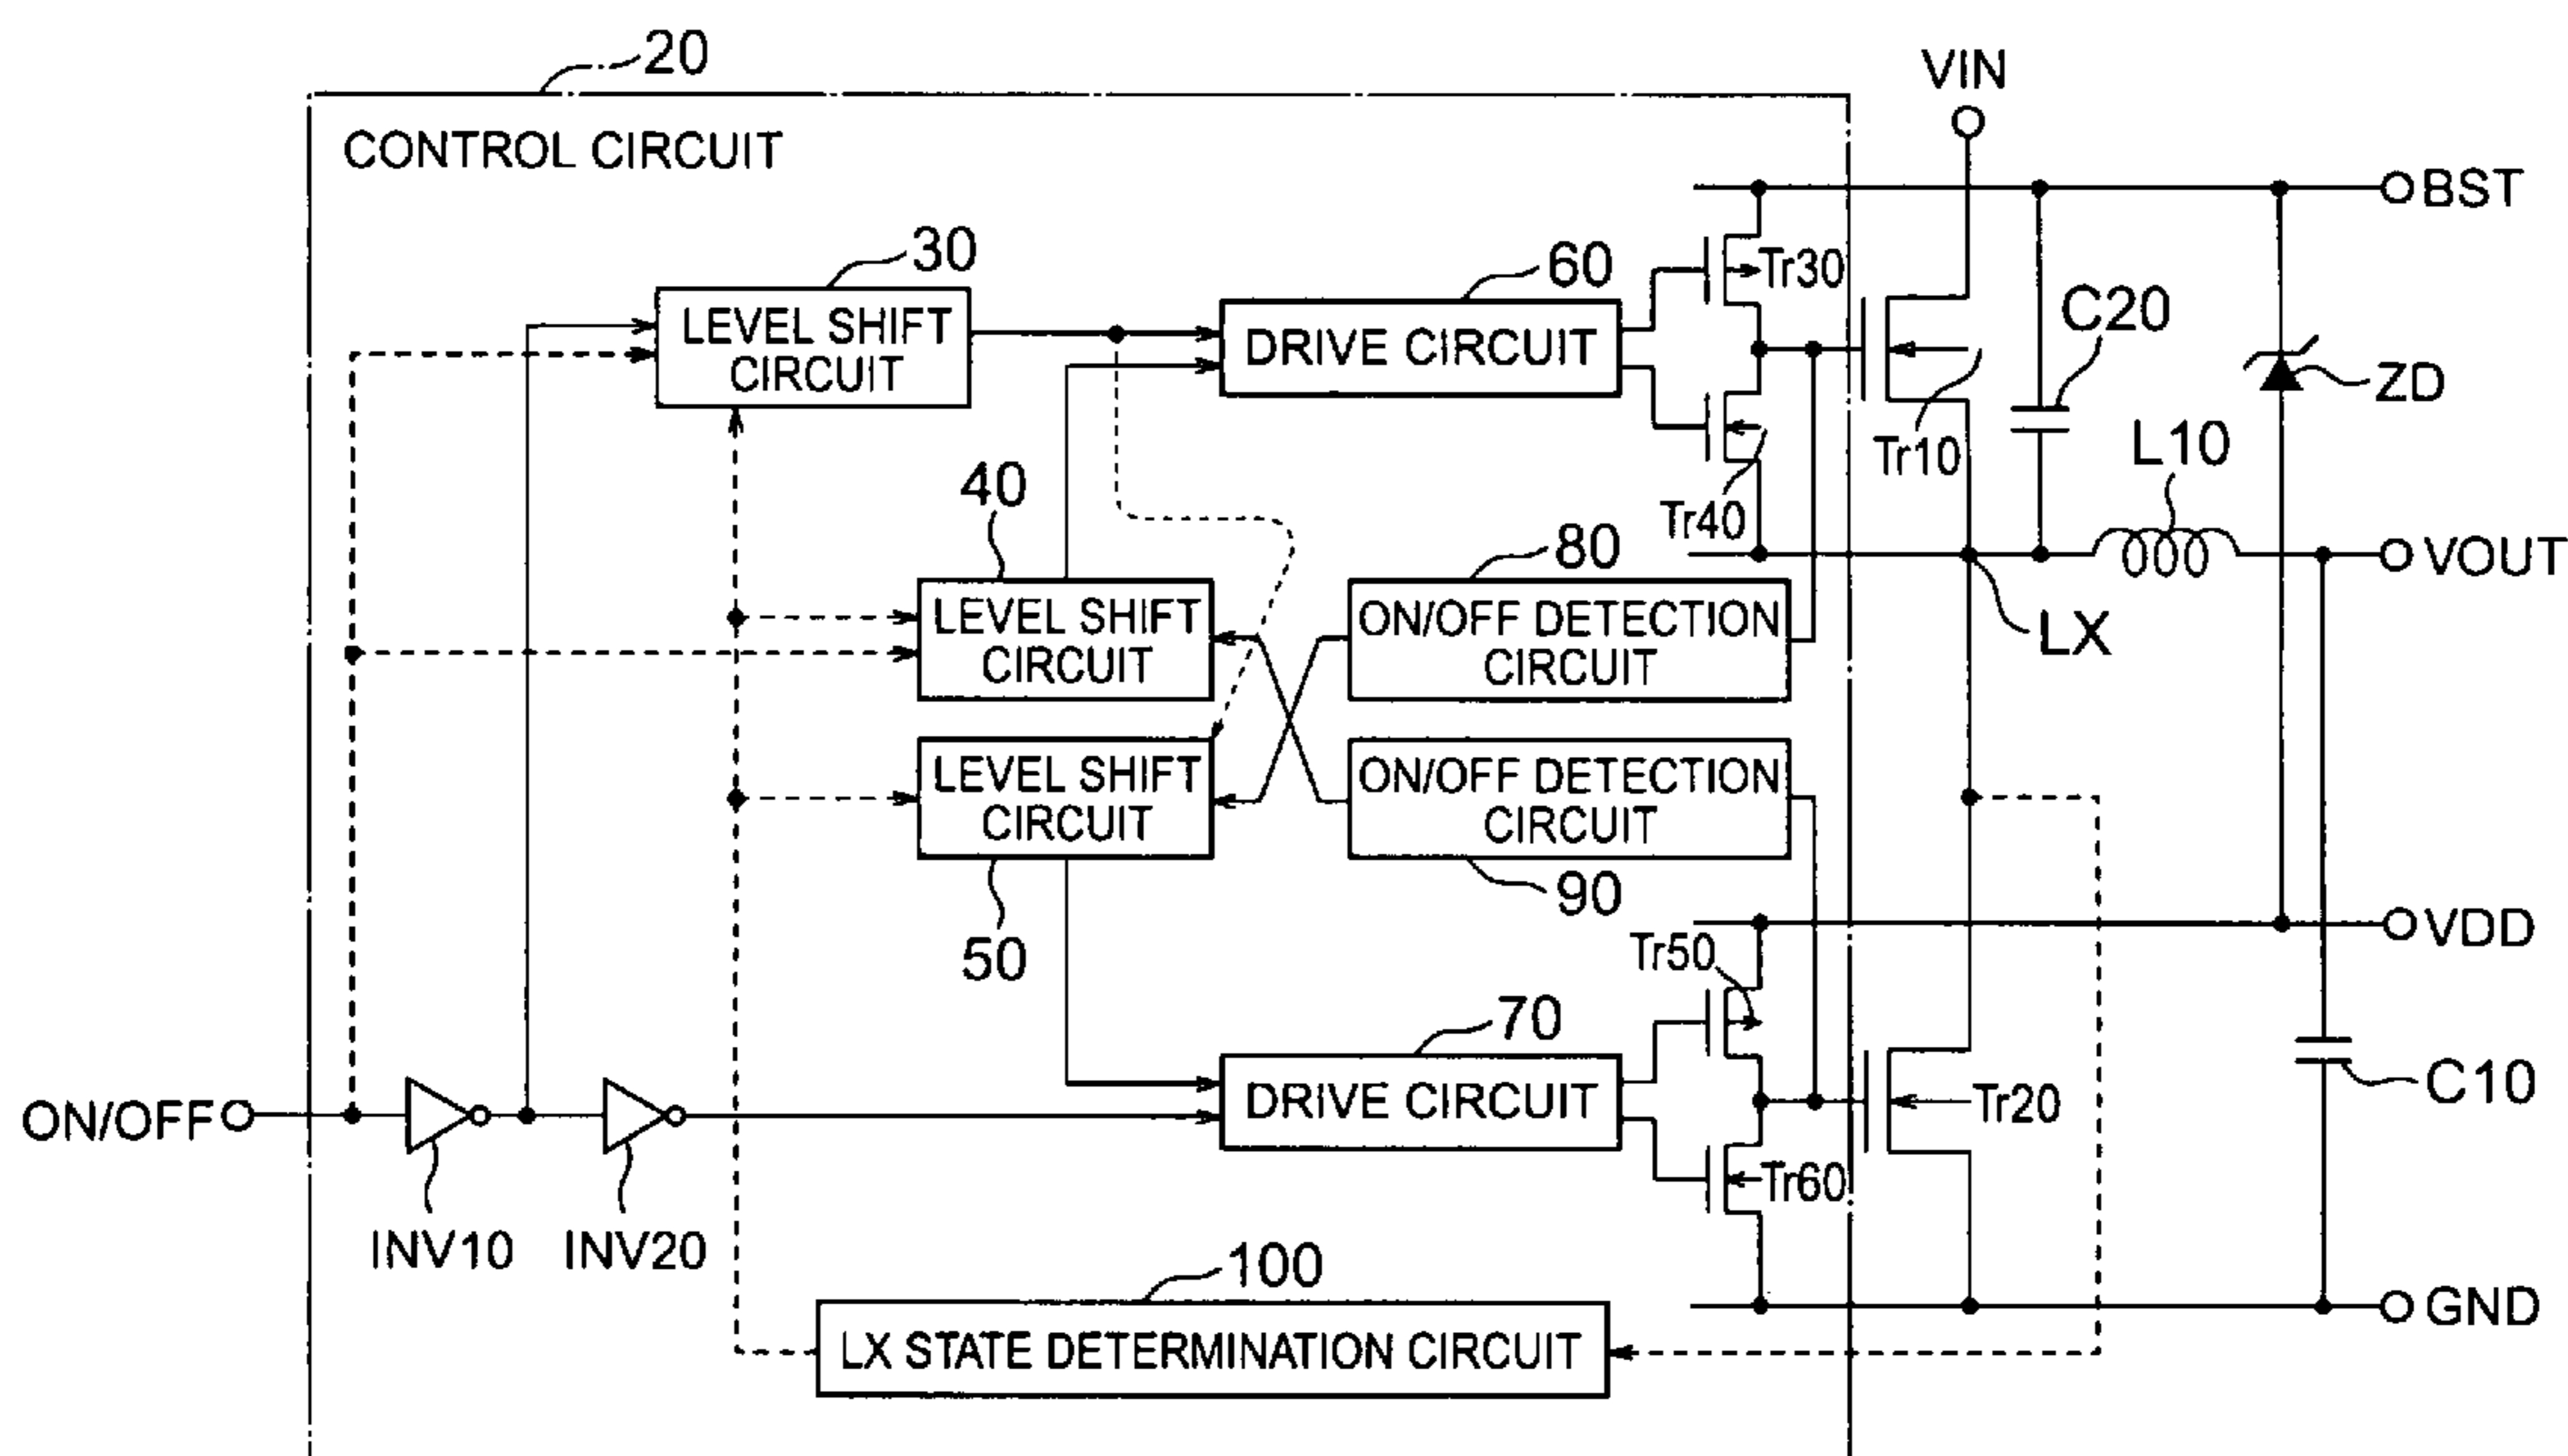 20
VIN
CONTROL CIRCUIT
BST
30
60
Tr30
LEVEL SHIFT
CIRCUIT
DRIVE CIRCUIT
C20
ZD
Tr10
L10
40
Tr40
80
VOUT
LEVEL SHIFT
CIRCUIT
ON/OFF DETECTION
CIRCUIT
LX
LEVEL SHIFT
CIRCUIT
ON/OFF DETECTION
CIRCUIT
90
50
Tr50
VDD
70
DRIVE CIRCUIT
Tr20
C10
ON/OFF
Tr60
INV10
INV20
100
GND
LX STATE DETERMINATION CIRCUIT